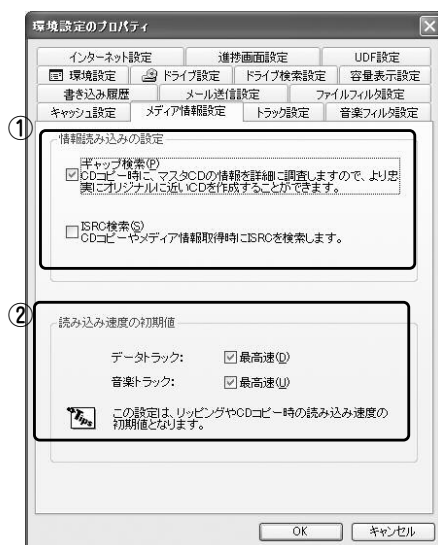 環境設定のプロパティ
インターネット設定 進捗画面設定 UDF設定
環境設定 ドライブ設定 ドライブ検索設定 容量表示設定
書き込み履歴 メール送信設定 ファイルフィルタ設定
キャッシュ設定 メディア情報設定 トラック設定 音楽フィルタ設定
①
情報読み込みの設定
ギャップ検索(P)
CDコピー時に、マスタCDの情報を詳細に調査しますので、より忠
実にオリジナルに近いCDを作成することができます。
ISRC検索(S)
CDコピーやメディア情報取得時にISRCを検索します。
②
読み込み速度の初期値
データトラック: 最高速(D)
音楽トラック: 最高速(U)
Tips
この設定は、リッピングやCDコピー時の読み込み速度の
初期値となります。
OK キャンセル